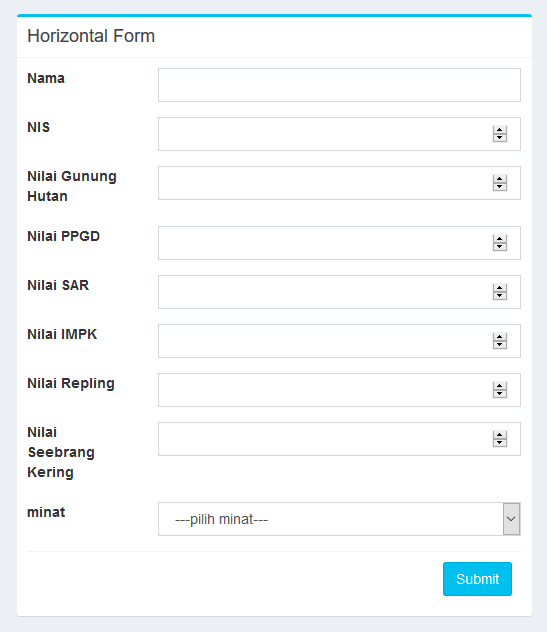 Horizontal Form
Nama
NIS
Nilai Gunung
Hutan
Nilai PPGD
Nilai SAR
Nilai IMPK
Nilai Repling
Nilai
Seebrang
Kering
minat
---pilih minat---
Submit